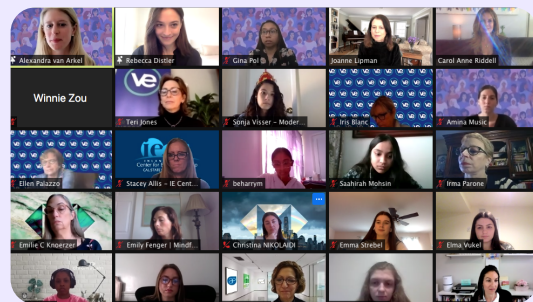 Alexandra van Arkel
Rebecca Distler
Gina Pol
Joanne Lipman
Carol Anne Riddell
Winnie Zou
ve
Teri Jones
Sonja Visser – Moder...
Iris Blanc
Amina Music
Ellen Palazzo
Stacey Allis – IE Cent...
beharrym
Saahirah Mohsin
Irma Parone
Emilie C Knoerzer
Emily Fenger | Mindf...
Christina NIKOLAIDI
Emma Strebel
Elma Vukel